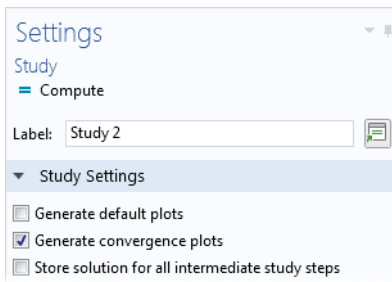 Settings
Study
= Compute
Label: Study 2
Study Settings
Generate default plots
Generate convergence plots
Store solution for all intermediate study steps